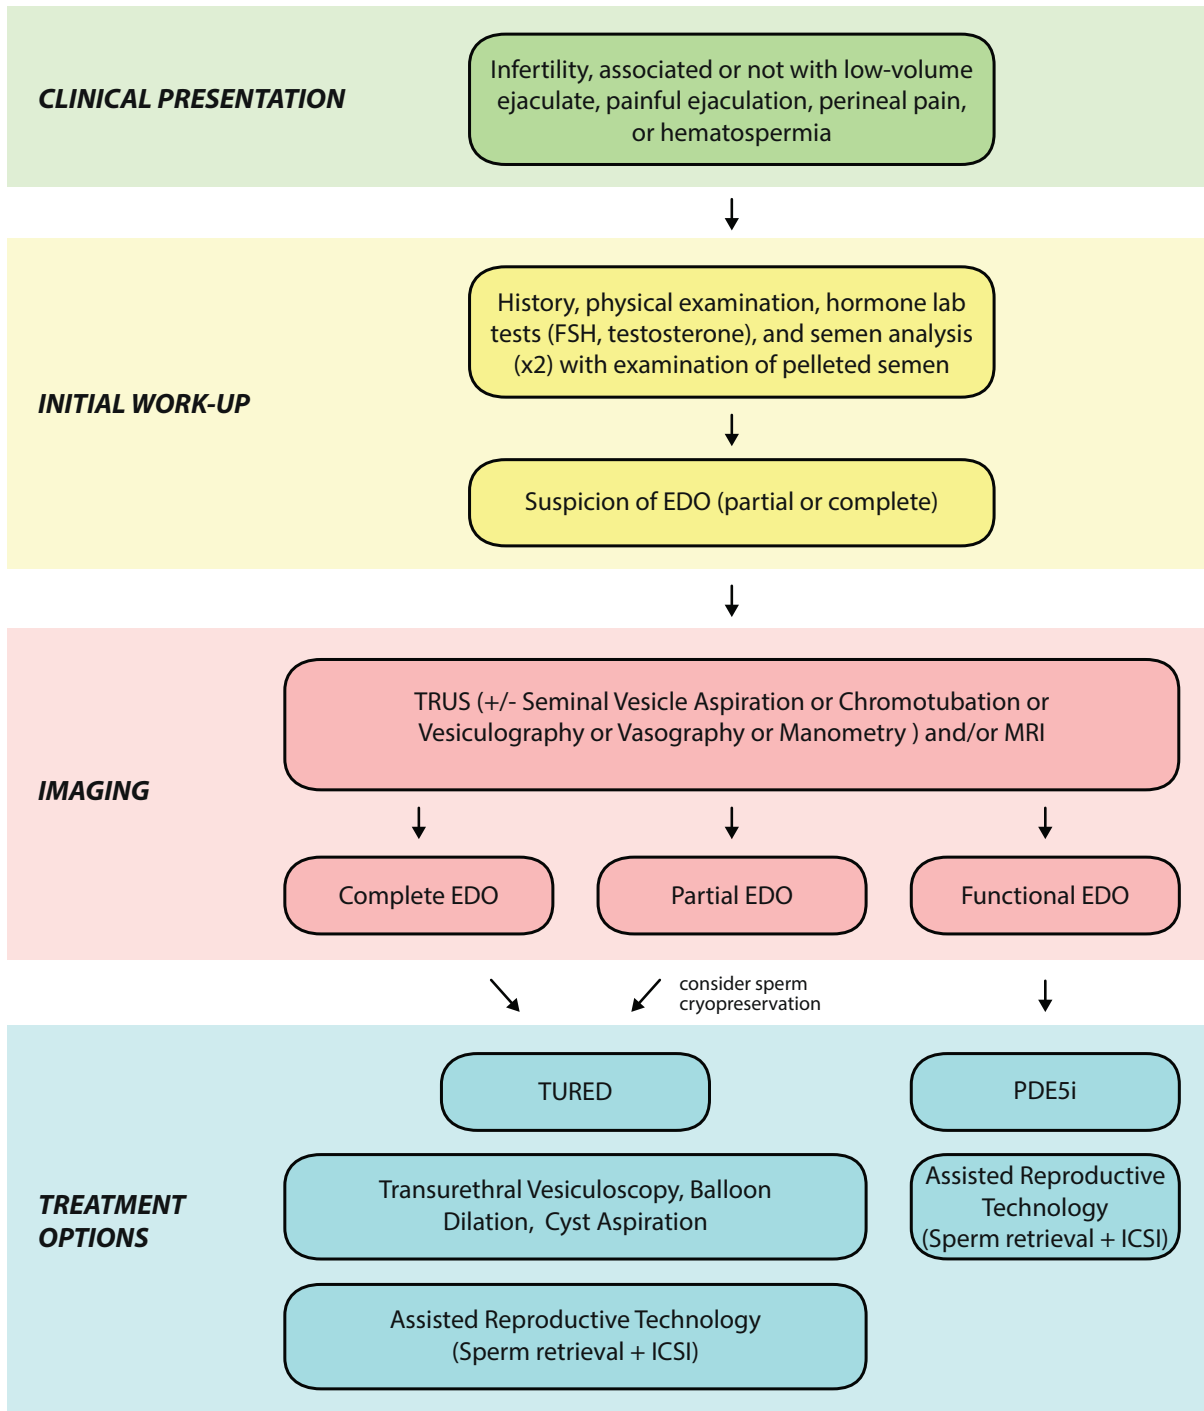 CLINICAL PRESENTATION
Infertility, associated or not with low-volume
ejaculate, painful ejaculation, perineal pain,
or hematospermia
INITIAL WORK-UP
History, physical examination, hormone lab
tests (FSH, testosterone), and semen analysis
(x2) with examination of pelleted semen
Suspicion of EDO (partial or complete)
IMAGING
TRUS (+/- Seminal Vesicle Aspiration or Chromotubation or
Vesiculography or Vasography or Manometry ) and/or MRI
Complete EDO
Partial EDO
Functional EDO
consider sperm
cryopreservation
TREATMENT
OPTIONS
TURED
PDE5i
Transurethral Vesiculoscopy, Balloon
Dilation, Cyst Aspiration
Assisted Reproductive
Technology
(Sperm retrieval + ICSI)
Assisted Reproductive Technology
(Sperm retrieval + ICSI)